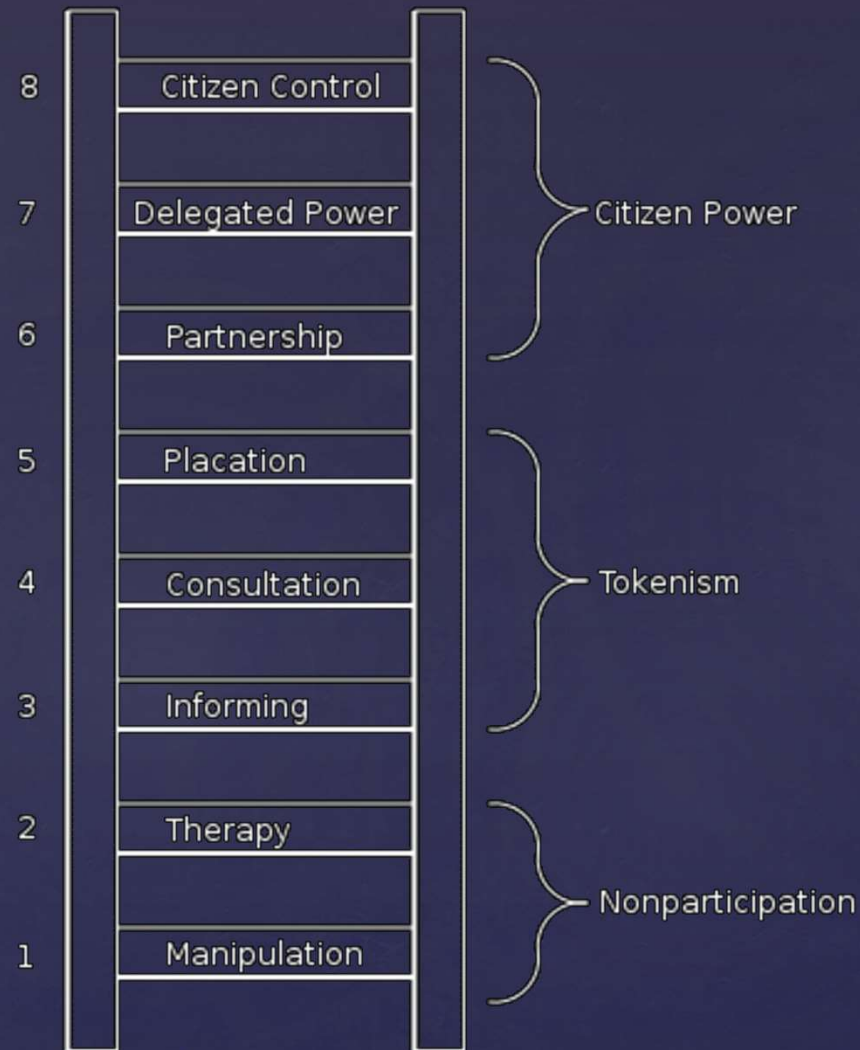 8 Citizen Control
7 Delegated Power Citizen Power
6 Partnership
5 Placation
4 Consultation Tokenism
3 Informing
2 Therapy
Nonparticipation
1 Manipulation